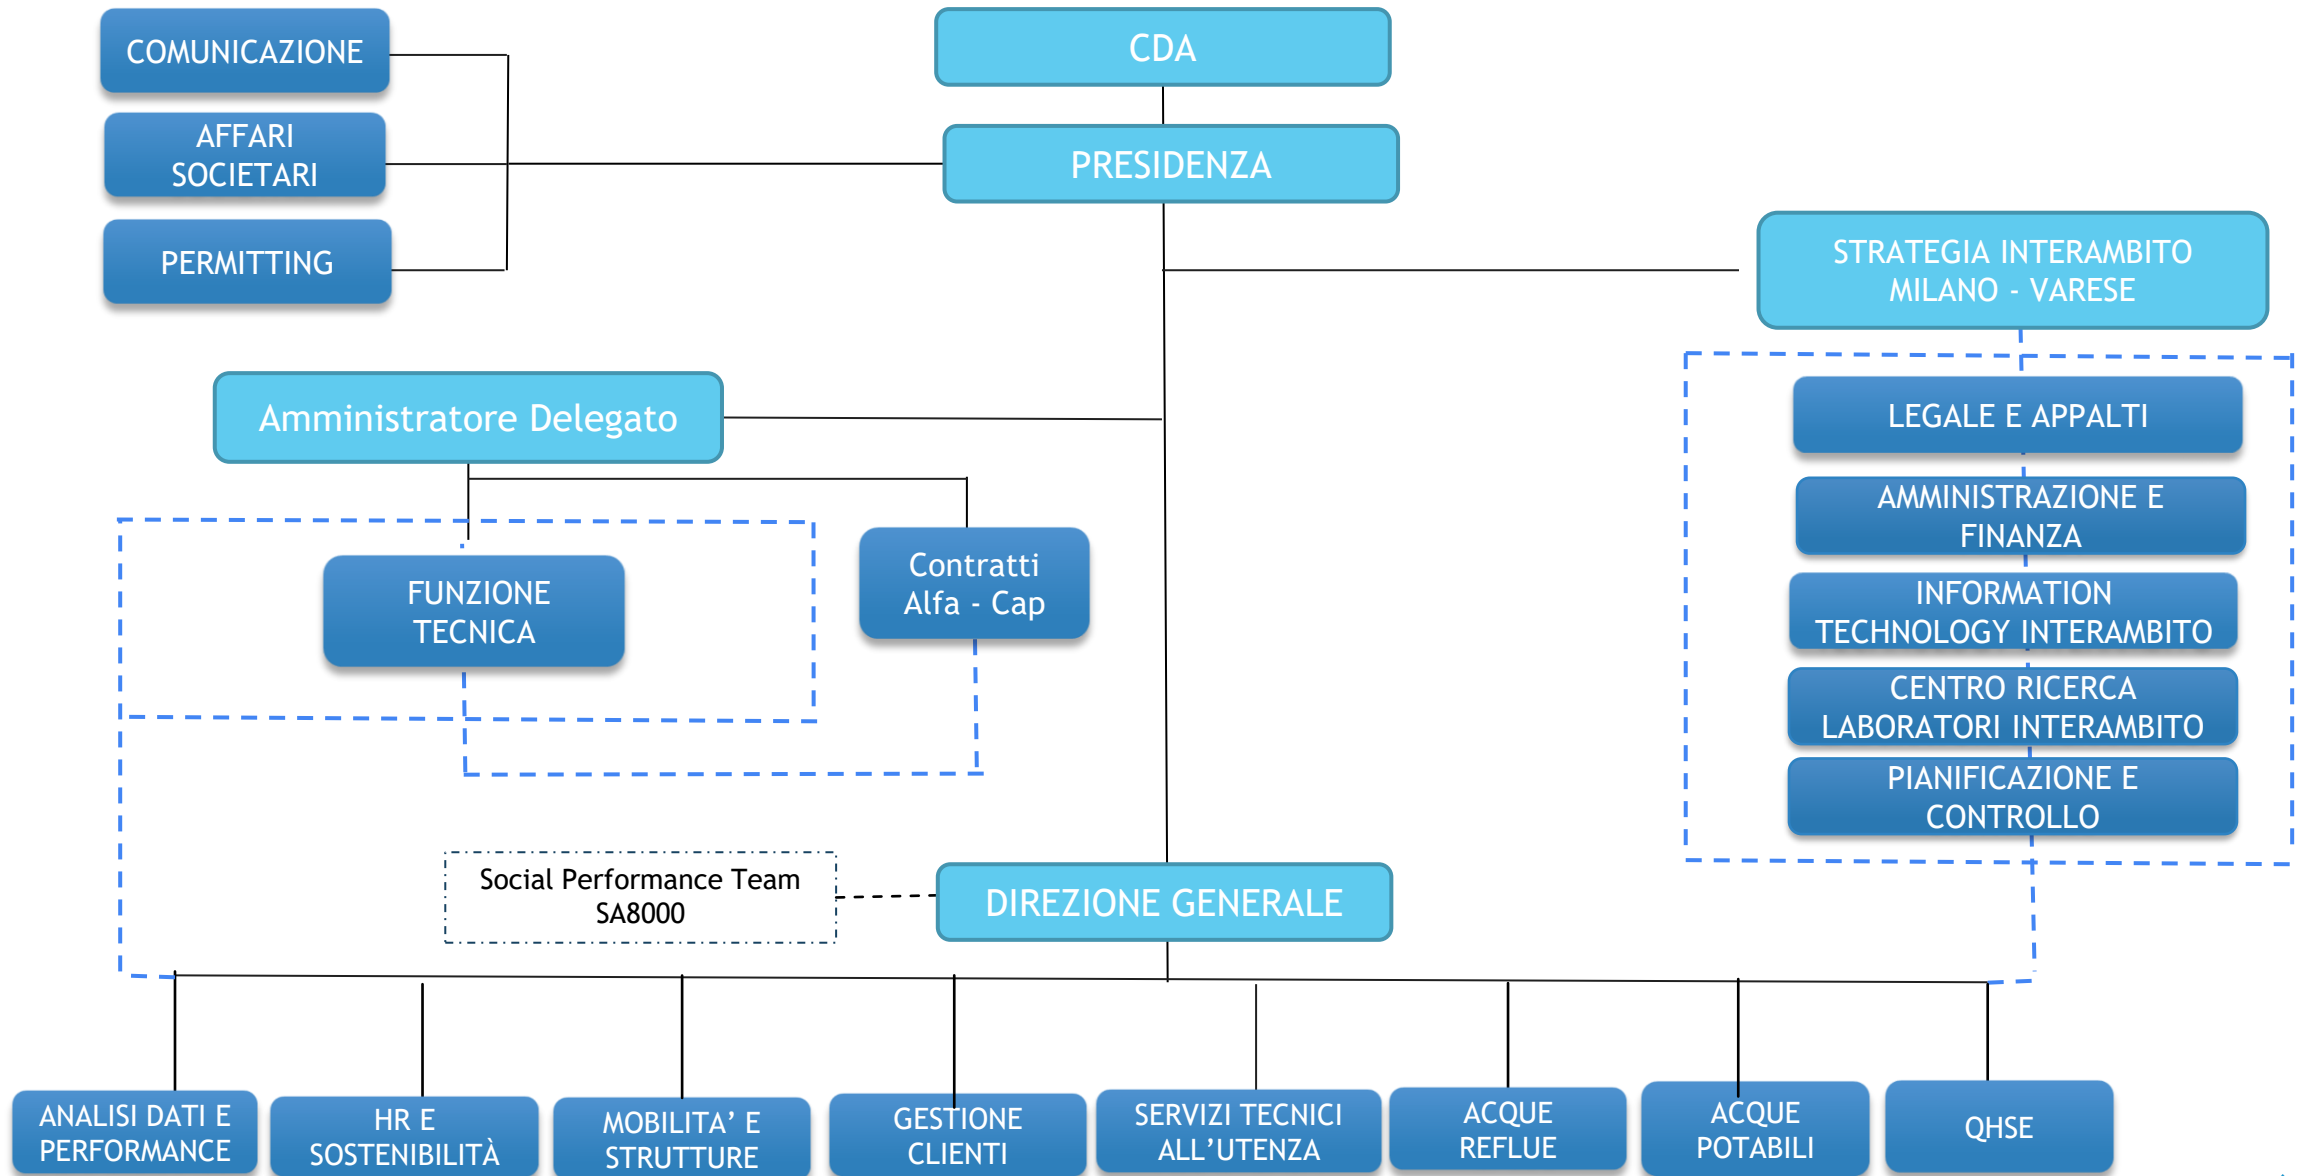 COMUNICAZIONE
CDA
AFFARI
SOCIETARI
PRESIDENZA
PERMITTING
STRATEGIA INTERAMBITO
MILANO - VARESE
Amministratore Delegato
LEGALE E APPALTI
AMMINISTRAZIONE E
FINANZA
FUNZIONE
TECNICA
Contratti
Alfa - Cap
INFORMATION
TECHNOLOGY INTERAMBITO
CENTRO RICERCA
LABORATORI INTERAMBITO
PIANIFICAZIONE E
CONTROLLO
Social Performance Team
SA8000
DIREZIONE GENERALE
ANALISI DATI E
PERFORMANCE
HR E
SOSTENIBILITÀ
MOBILITA’ E
STRUTTURE
GESTIONE
CLIENTI
SERVIZI TECNICI
ALL’UTENZA
ACQUE
REFLUE
ACQUE
POTABILI
QHSE